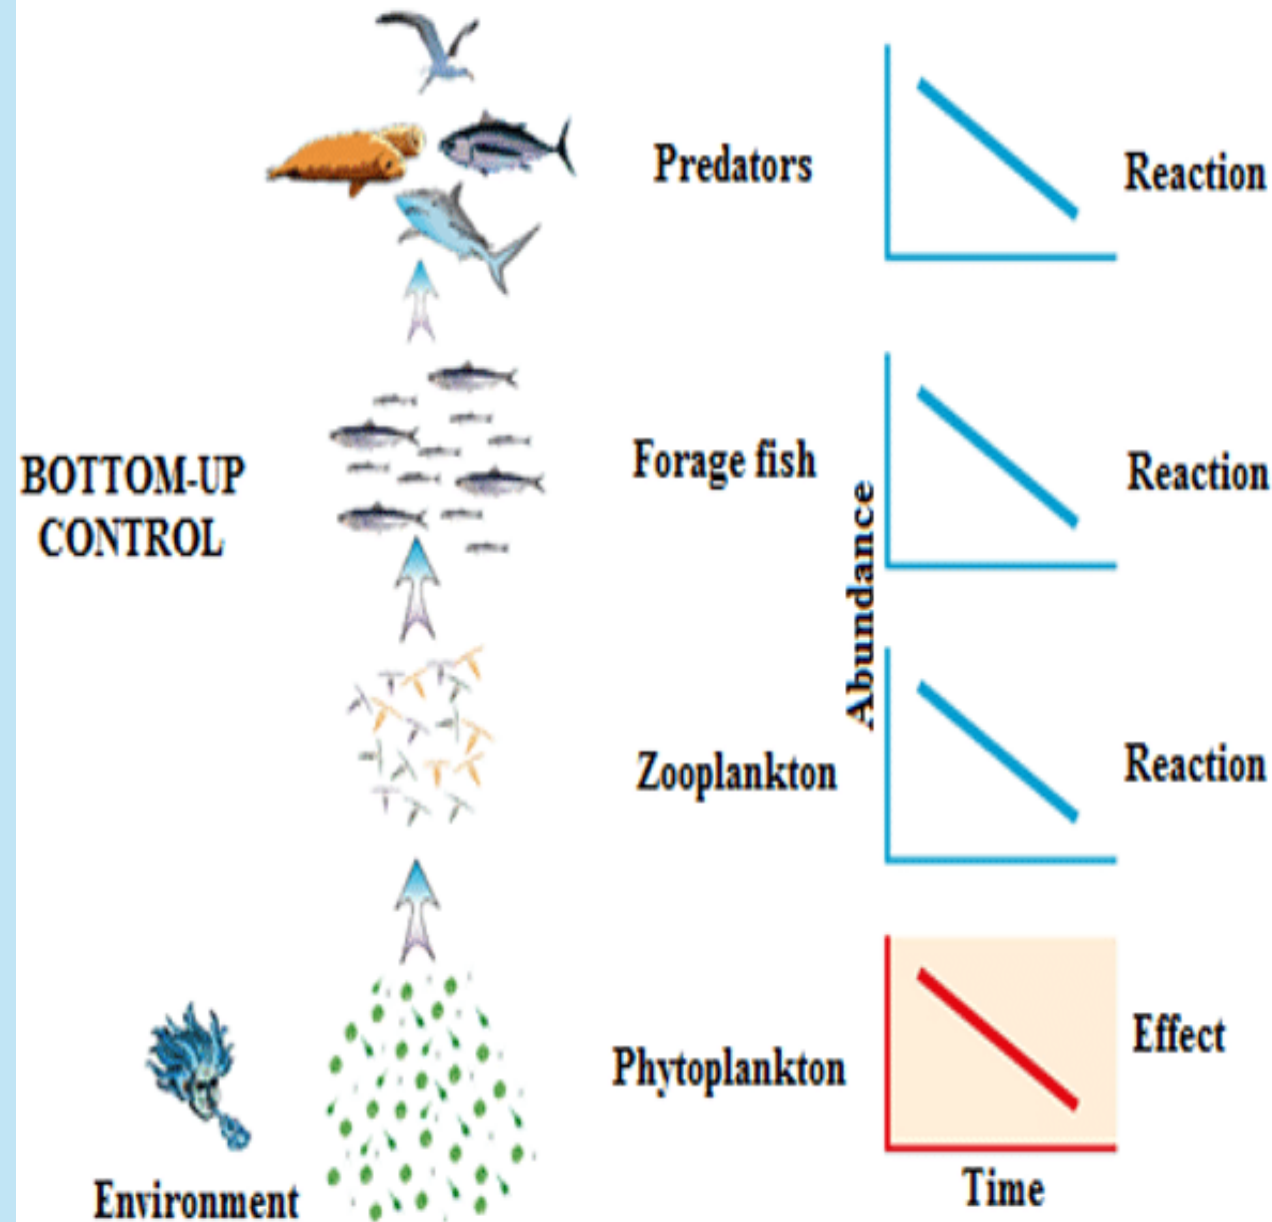 Predators
Reaction
BOTTOM-UP
CONTROL
Forage fish
Reaction
Abundance
Zooplankton
Reaction
Phytoplankton
Effect
Environment
Time